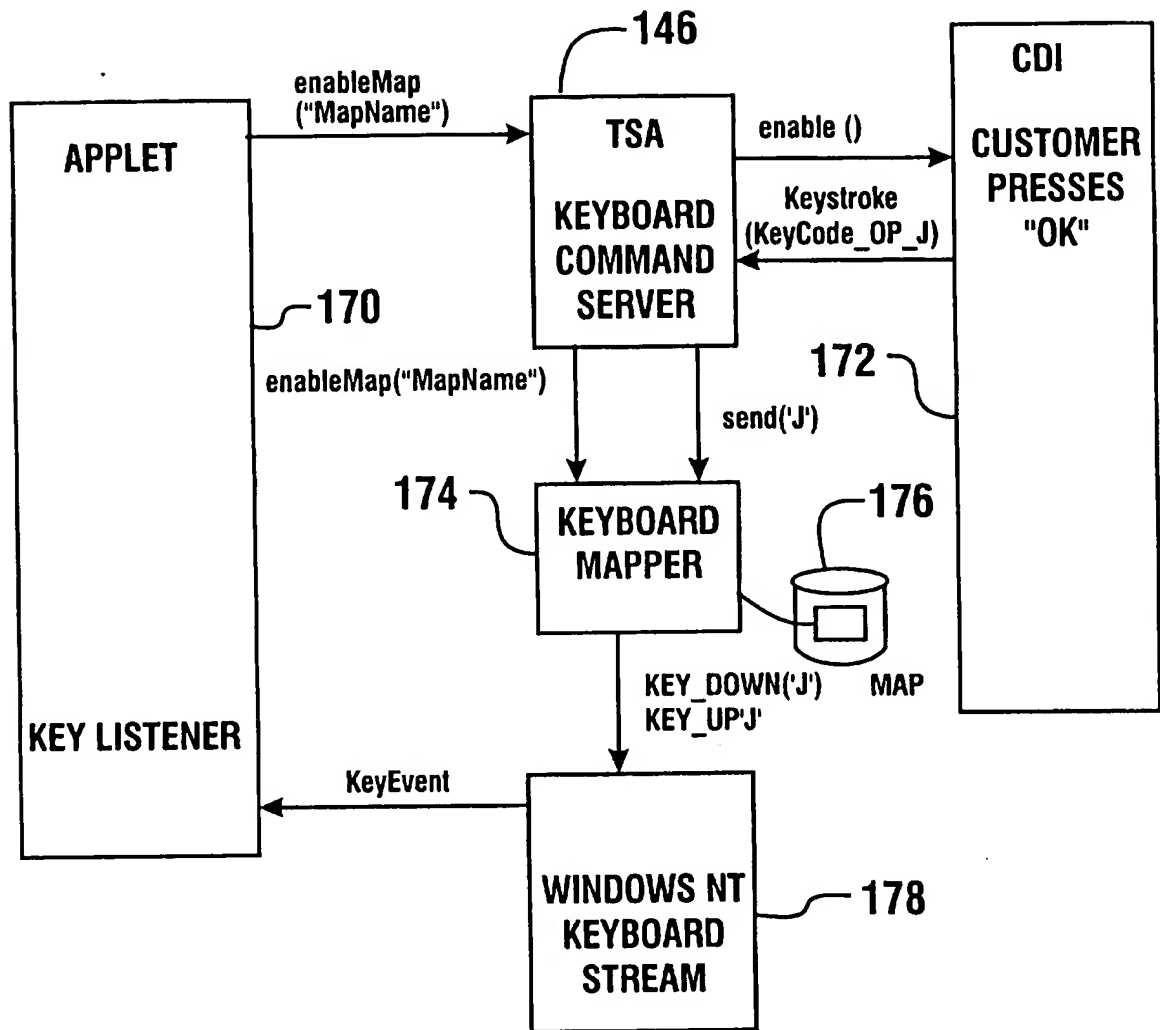 146
CDI
enableMap
("MapName")
APPLET
TSA
enable ()
CUSTOMER
PRESSES
"OK"
KEYBOARD
COMMAND
SERVER
Keystroke
(KeyCode_OP_J)
170
172
enableMap("MapName")
send('J')
174
176
KEYBOARD
MAPPER
KEY_DOWN('J')
KEY_UP'J'
MAP
KEY LISTENER
KeyEvent
WINDOWS NT
KEYBOARD
STREAM
178